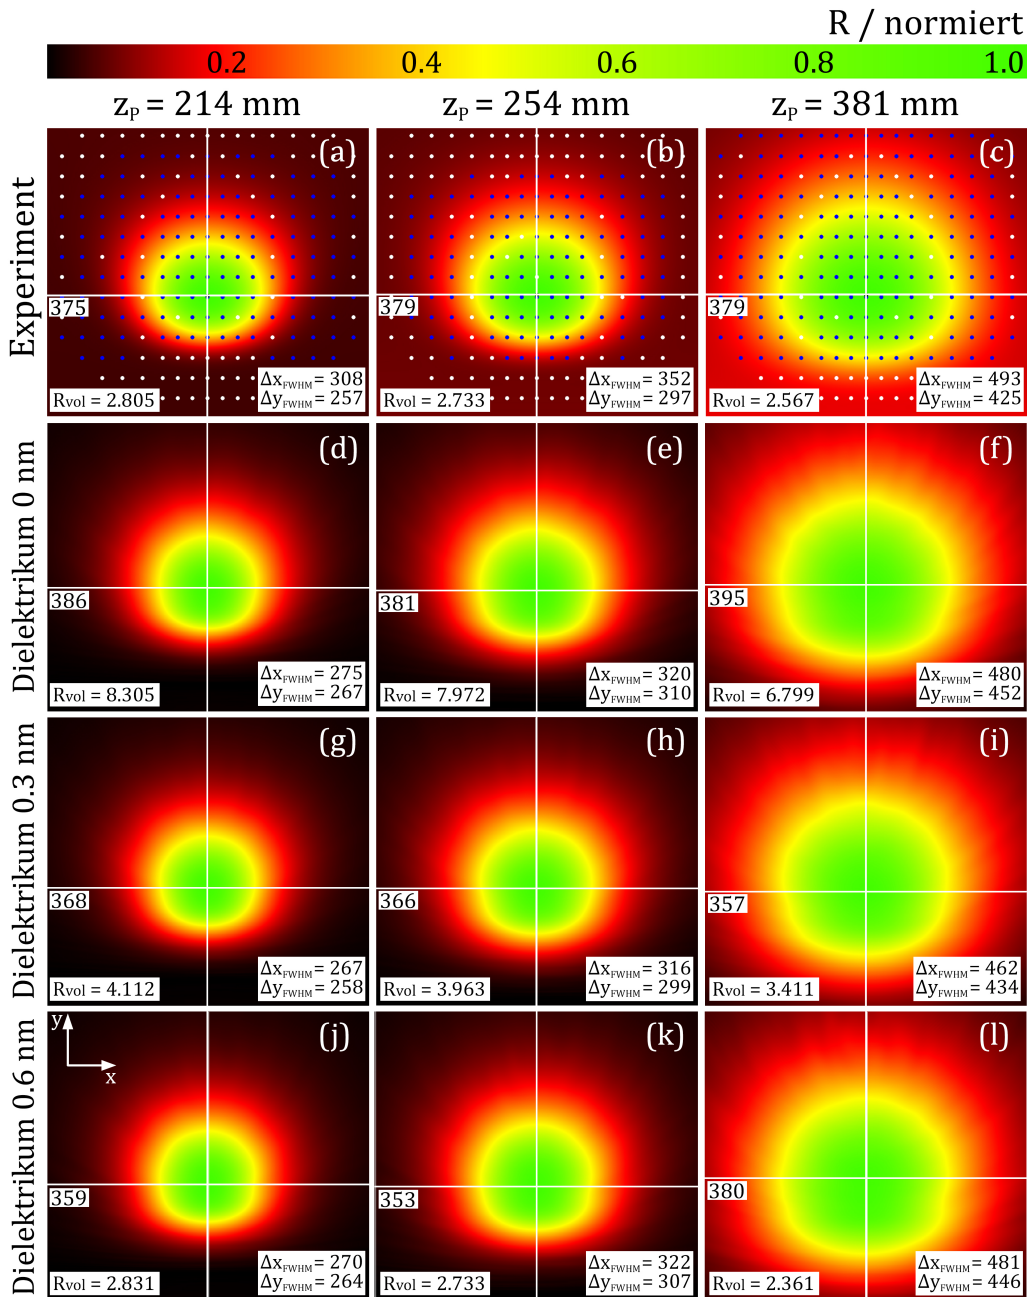 R / normiert
0.2 0.4 0.6 0.8 1.0
z_P = 214 mm z_P = 254 mm z_P = 381 mm
Experiment
(a)
375
Rvol = 2.805
Δx_FWHM = 308
Δy_FWHM = 257
(b)
379
Rvol = 2.733
Δx_FWHM = 352
Δy_FWHM = 297
(c)
379
Rvol = 2.567
Δx_FWHM = 493
Δy_FWHM = 425
Dielektrikum 0 nm
(d)
386
Rvol = 8.305
Δx_FWHM = 275
Δy_FWHM = 267
(e)
381
Rvol = 7.972
Δx_FWHM = 320
Δy_FWHM = 310
(f)
395
Rvol = 6.799
Δx_FWHM = 480
Δy_FWHM = 452
Dielektrikum 0.3 nm
(g)
368
Rvol = 4.112
Δx_FWHM = 267
Δy_FWHM = 258
(h)
366
Rvol = 3.963
Δx_FWHM = 316
Δy_FWHM = 299
(i)
357
Rvol = 3.411
Δx_FWHM = 462
Δy_FWHM = 434
Dielektrikum 0.6 nm
y
x
(j)
359
Rvol = 2.831
Δx_FWHM = 270
Δy_FWHM = 264
(k)
353
Rvol = 2.733
Δx_FWHM = 322
Δy_FWHM = 307
(l)
380
Rvol = 2.361
Δx_FWHM = 481
Δy_FWHM = 446